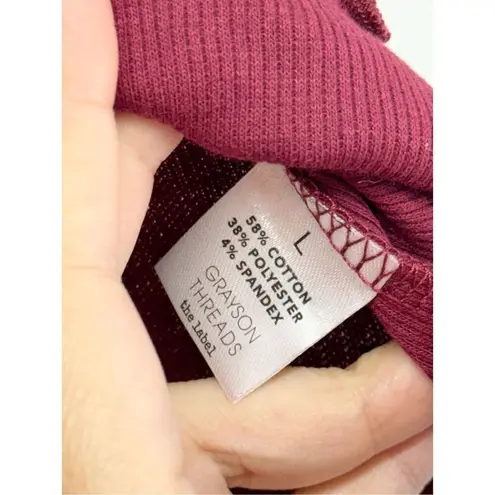 L
58% COTTON
38% POLYESTER
4% SPANDEX
GRAYSON
THREADS
the label